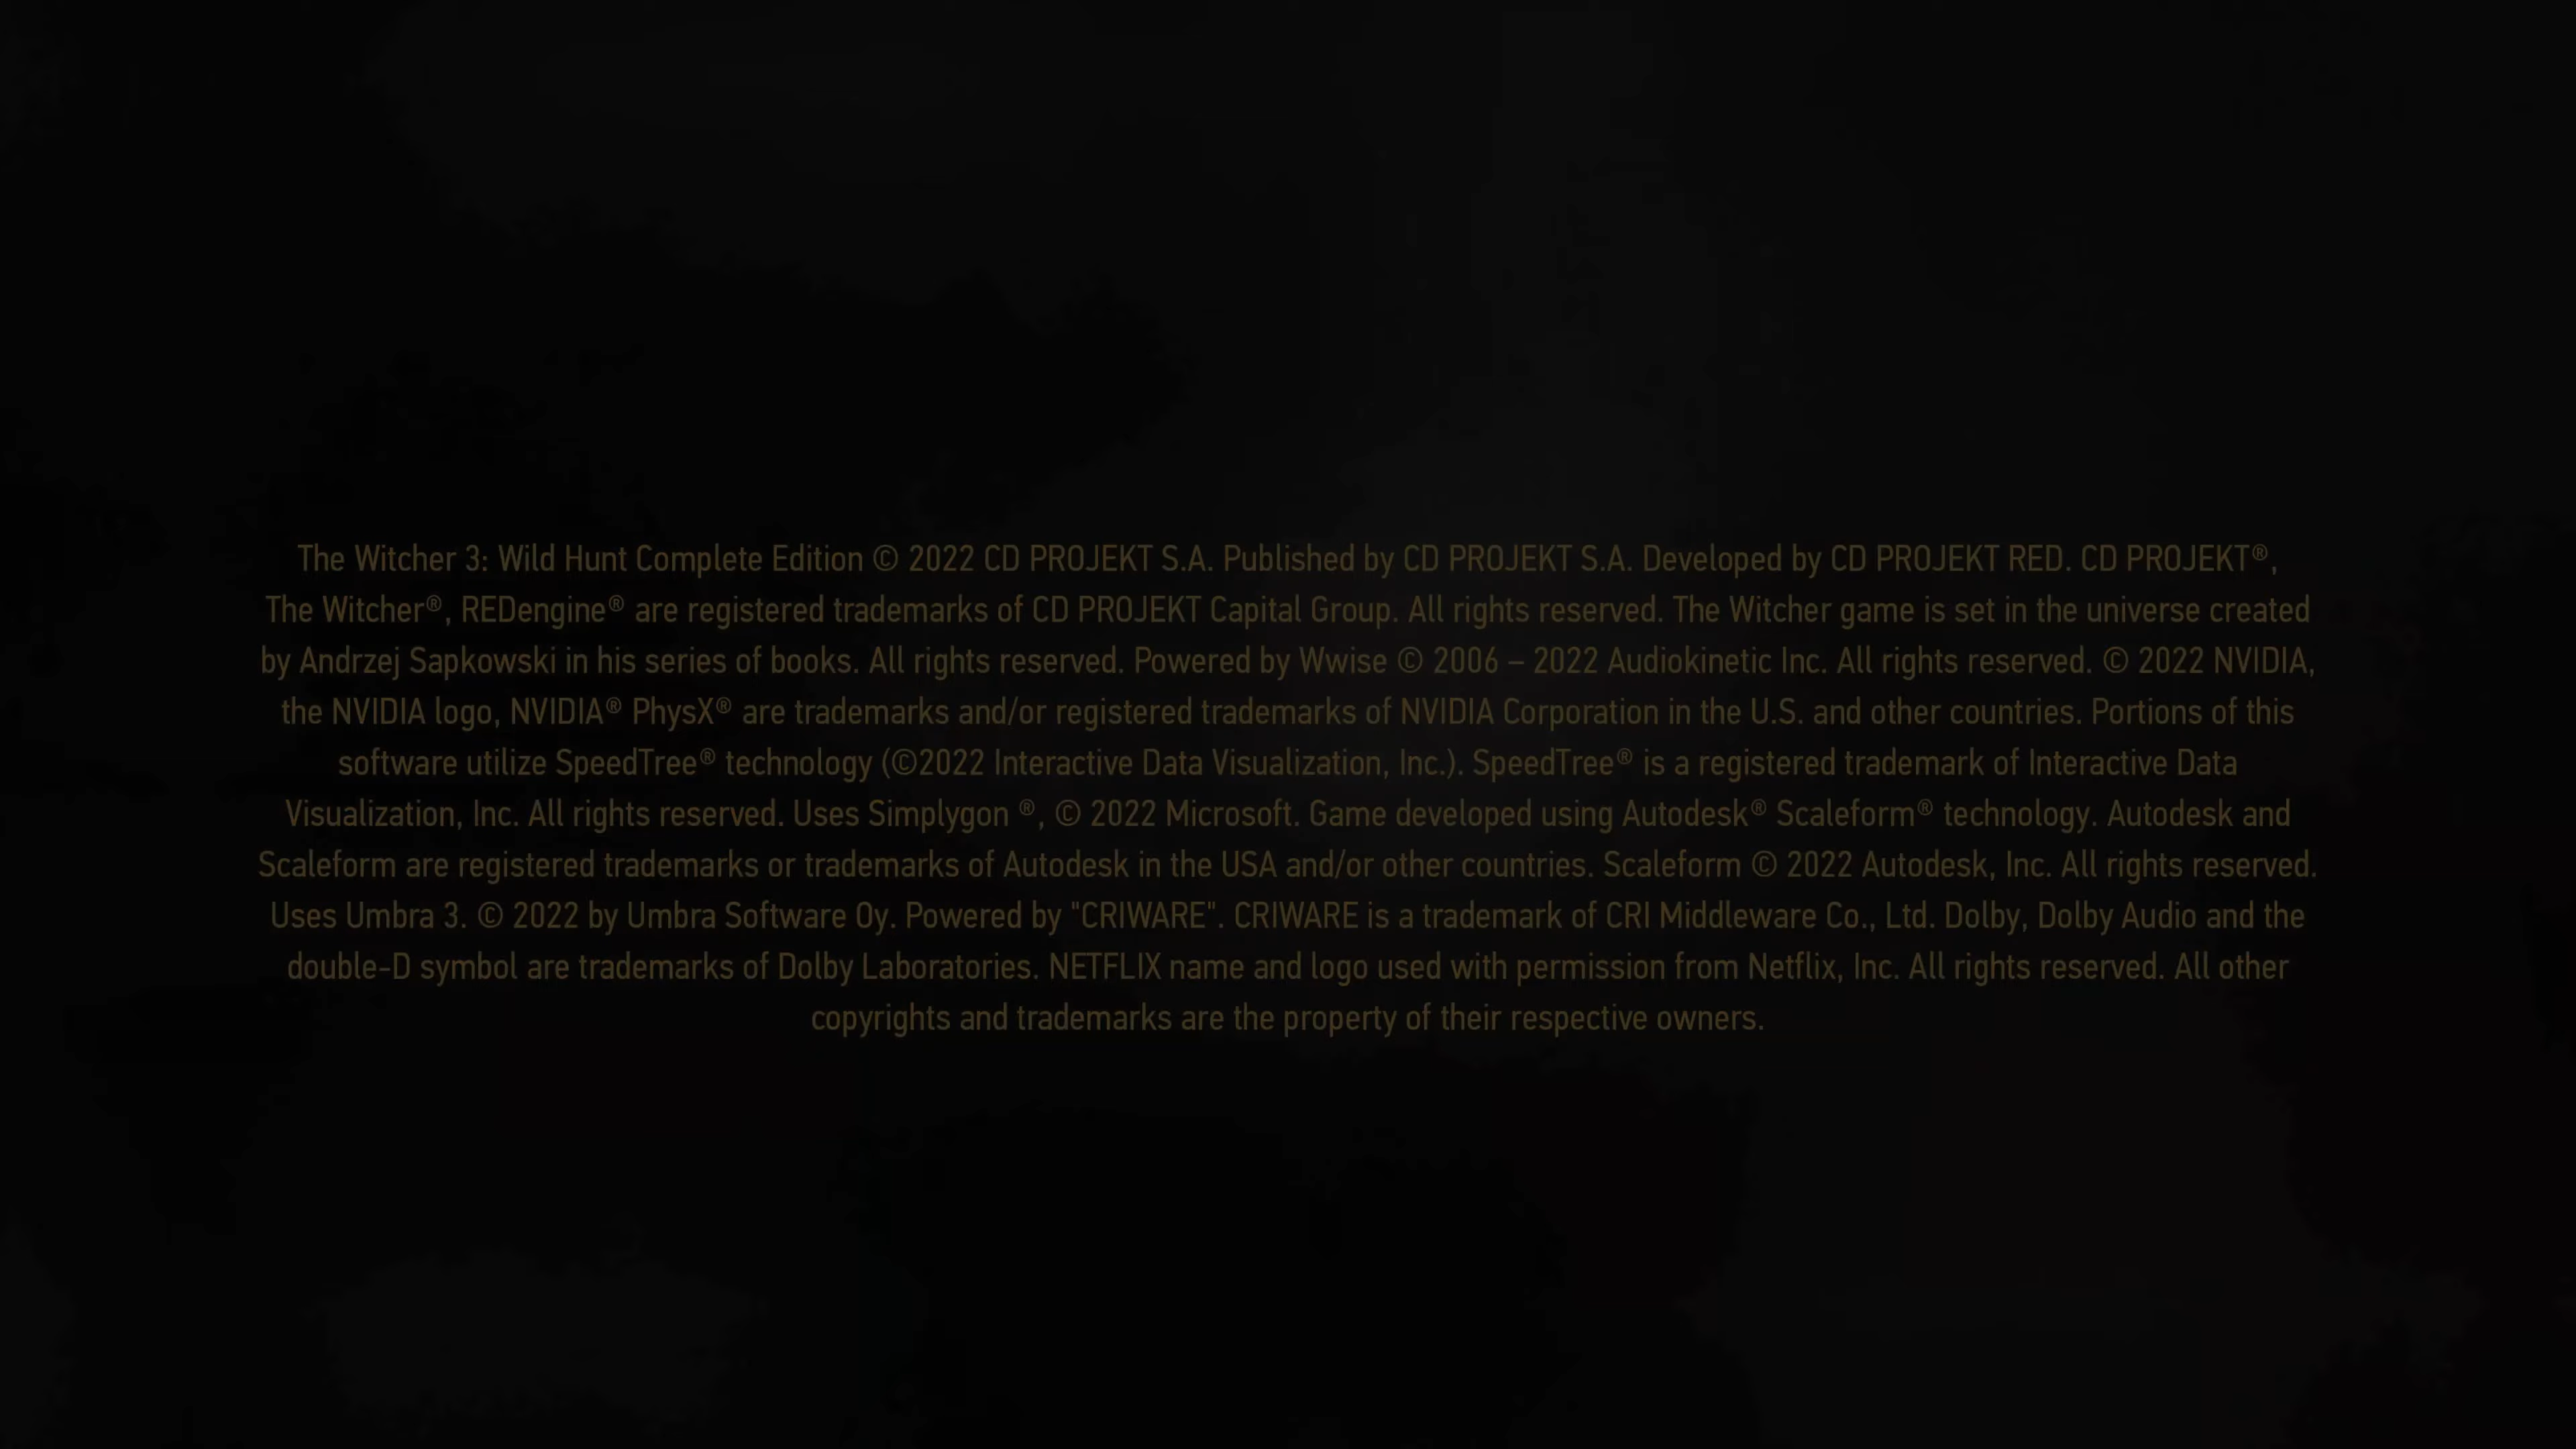 The Witcher 3: Wild Hunt Complete Edition © 2022 CD PROJEKT S.A. Published by CD PROJEKT S.A. Developed by CD PROJEKT RED. CD PROJEKT®,
The Witcher®, REDengine® are registered trademarks of CD PROJEKT Capital Group. All rights reserved. The Witcher game is set in the universe created
by Andrzej Sapkowski in his series of books. All rights reserved. Powered by Wwise © 2006 – 2022 Audiokinetic Inc. All rights reserved. © 2022 NVIDIA,
the NVIDIA logo, NVIDIA® PhysX® are trademarks and/or registered trademarks of NVIDIA Corporation in the U.S. and other countries. Portions of this
software utilize SpeedTree® technology (©2022 Interactive Data Visualization, Inc.). SpeedTree® is a registered trademark of Interactive Data
Visualization, Inc. All rights reserved. Uses Simplygon ®, © 2022 Microsoft. Game developed using Autodesk® Scaleform® technology. Autodesk and
Scaleform are registered trademarks or trademarks of Autodesk in the USA and/or other countries. Scaleform © 2022 Autodesk, Inc. All rights reserved.
Uses Umbra 3. © 2022 by Umbra Software Oy. Powered by "CRIWARE". CRIWARE is a trademark of CRI Middleware Co., Ltd. Dolby, Dolby Audio and the
double-D symbol are trademarks of Dolby Laboratories. NETFLIX name and logo used with permission from Netflix, Inc. All rights reserved. All other
copyrights and trademarks are the property of their respective owners.